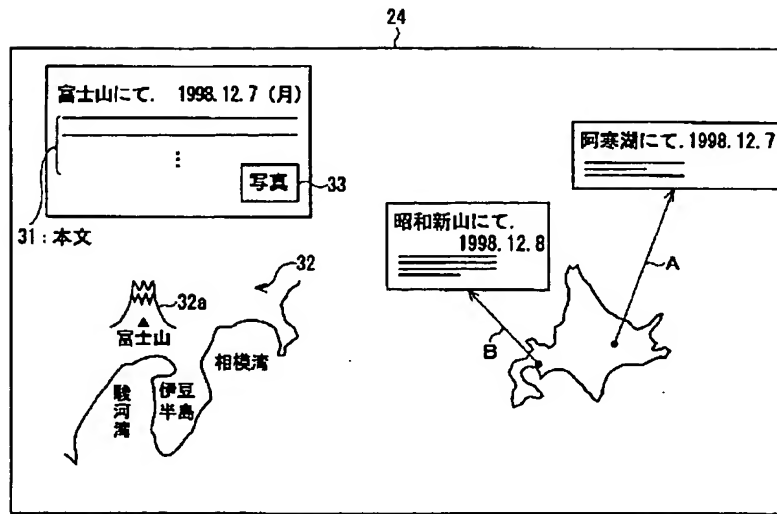 24
富士山にて. 1998.12.7 (月)
写真
33
31:本文
阿寒湖にて.1998.12.7
昭和新山にて.
1998.12.8
A
B
32
32a
▲
富士山
相模湾
伊豆
半島
駿河湾